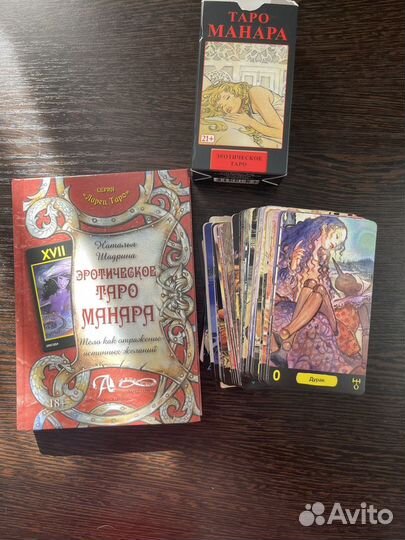 ТАРО
МАНАРА
21+
ЭРОТИЧЕСКОЕ
ТАРО
СЕРИЯ
"Ларец Таро"
XVII
Наталья
Шадрина
ЭРОТИЧЕСКОЕ
ТАРО
МАНАРА
Тело как отражение
истинных желаний
18+
0
Дурак
Avito